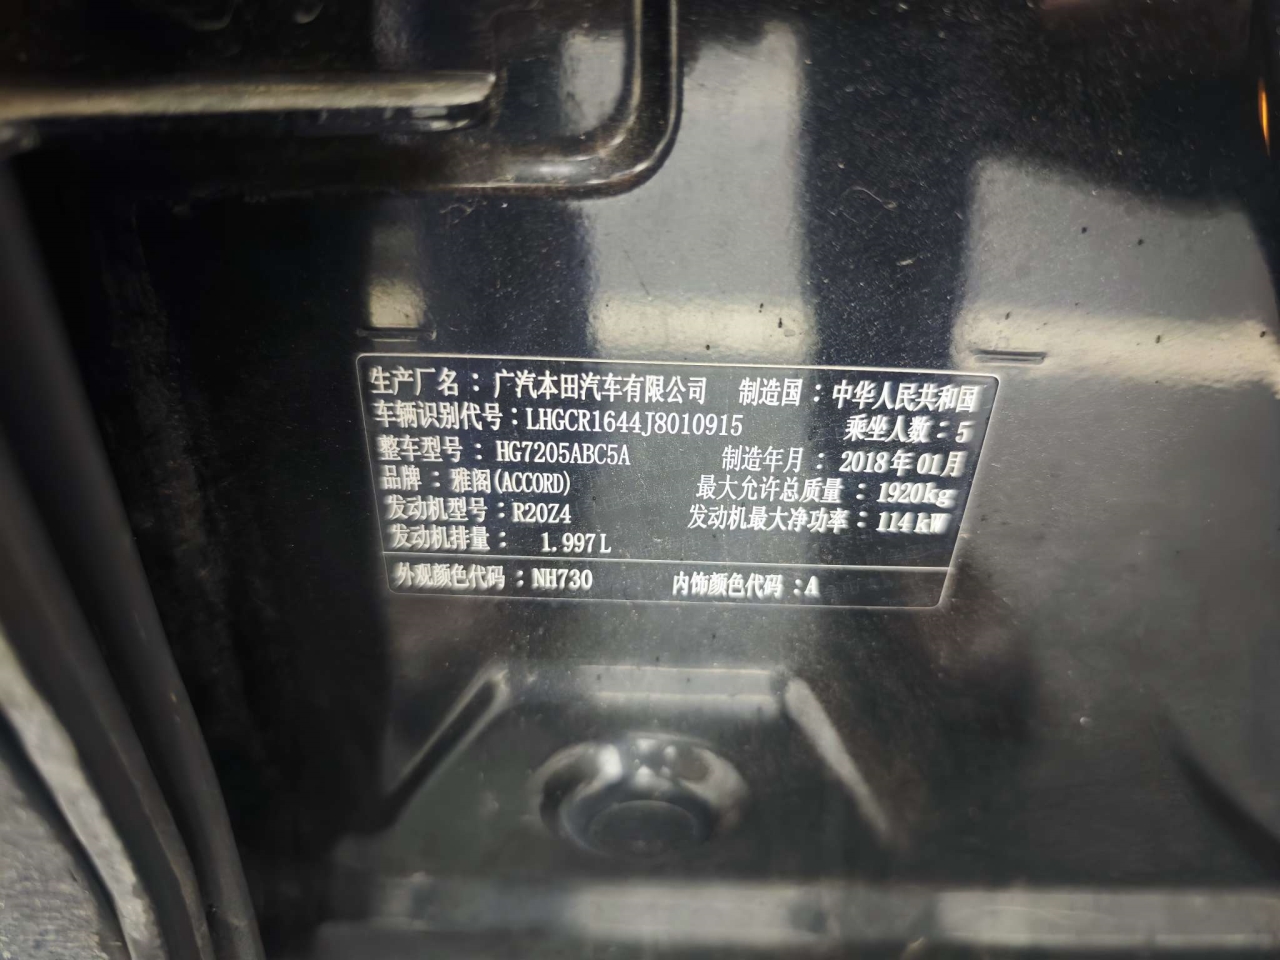 生产厂名：广汽本田汽车有限公司 制造国：中华人民共和国
车辆识别代号：LHGCR1644J8010915 乘坐人数：5
整车型号：HG7205ABC5A 制造年月：2018年01月
品牌：雅阁(ACCORD) 最大允许总质量：1920kg
发动机型号：R20Z4 发动机最大净功率：114kW
发动机排量：1.997L
外观颜色代码：NH730 内饰颜色代码：A